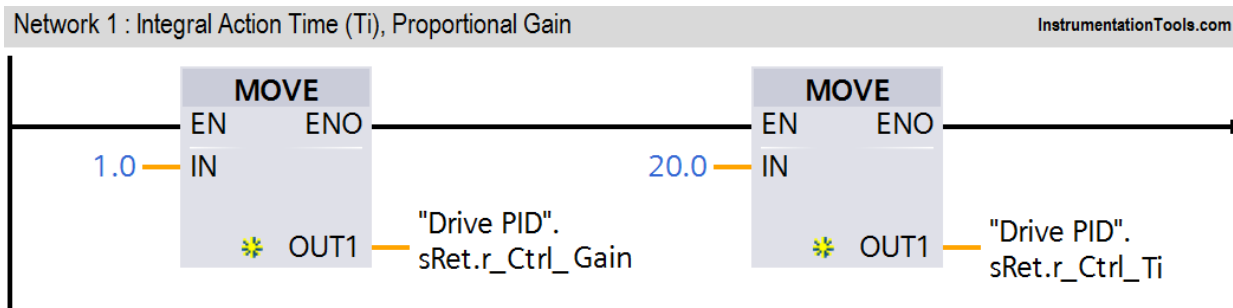 Network 1 : Integral Action Time (Ti), Proportional Gain
InstrumentationTools.com
MOVE
EN ENO
1.0 IN
OUT1
"Drive PID".
sRet.r_Ctrl_ Gain
MOVE
EN ENO
20.0 IN
OUT1
"Drive PID".
sRet.r_Ctrl_Ti